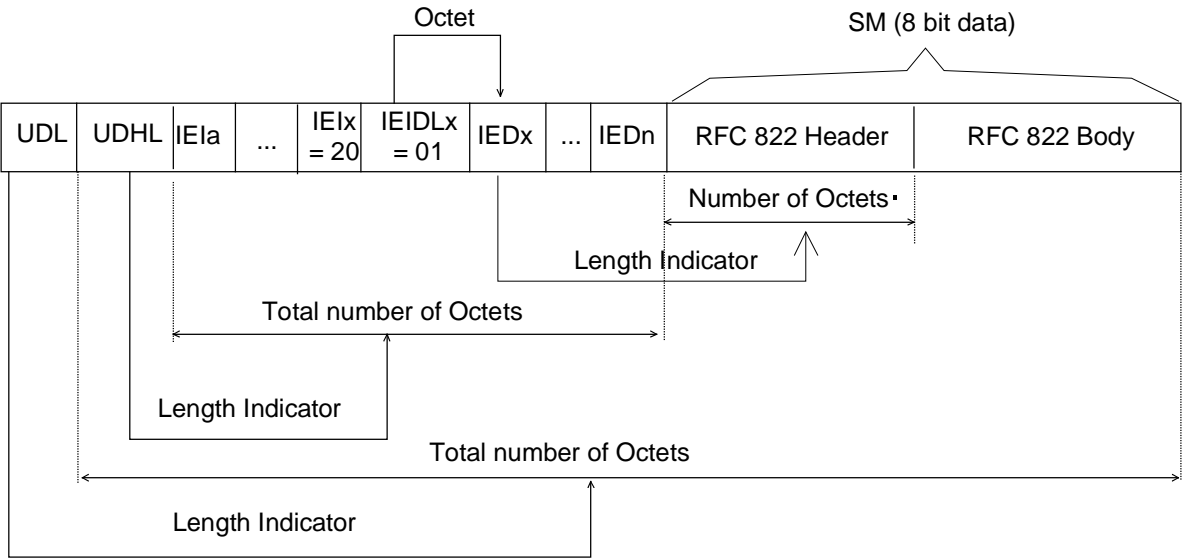 Octet
SM (8 bit data)
UDL UDHL IEIa ... IEIx = 20 IEIDLx = 01 IEDx ... IEDn RFC 822 Header RFC 822 Body
Number of Octets·
Length Indicator
Total number of Octets
Length Indicator
Total number of Octets
Length Indicator